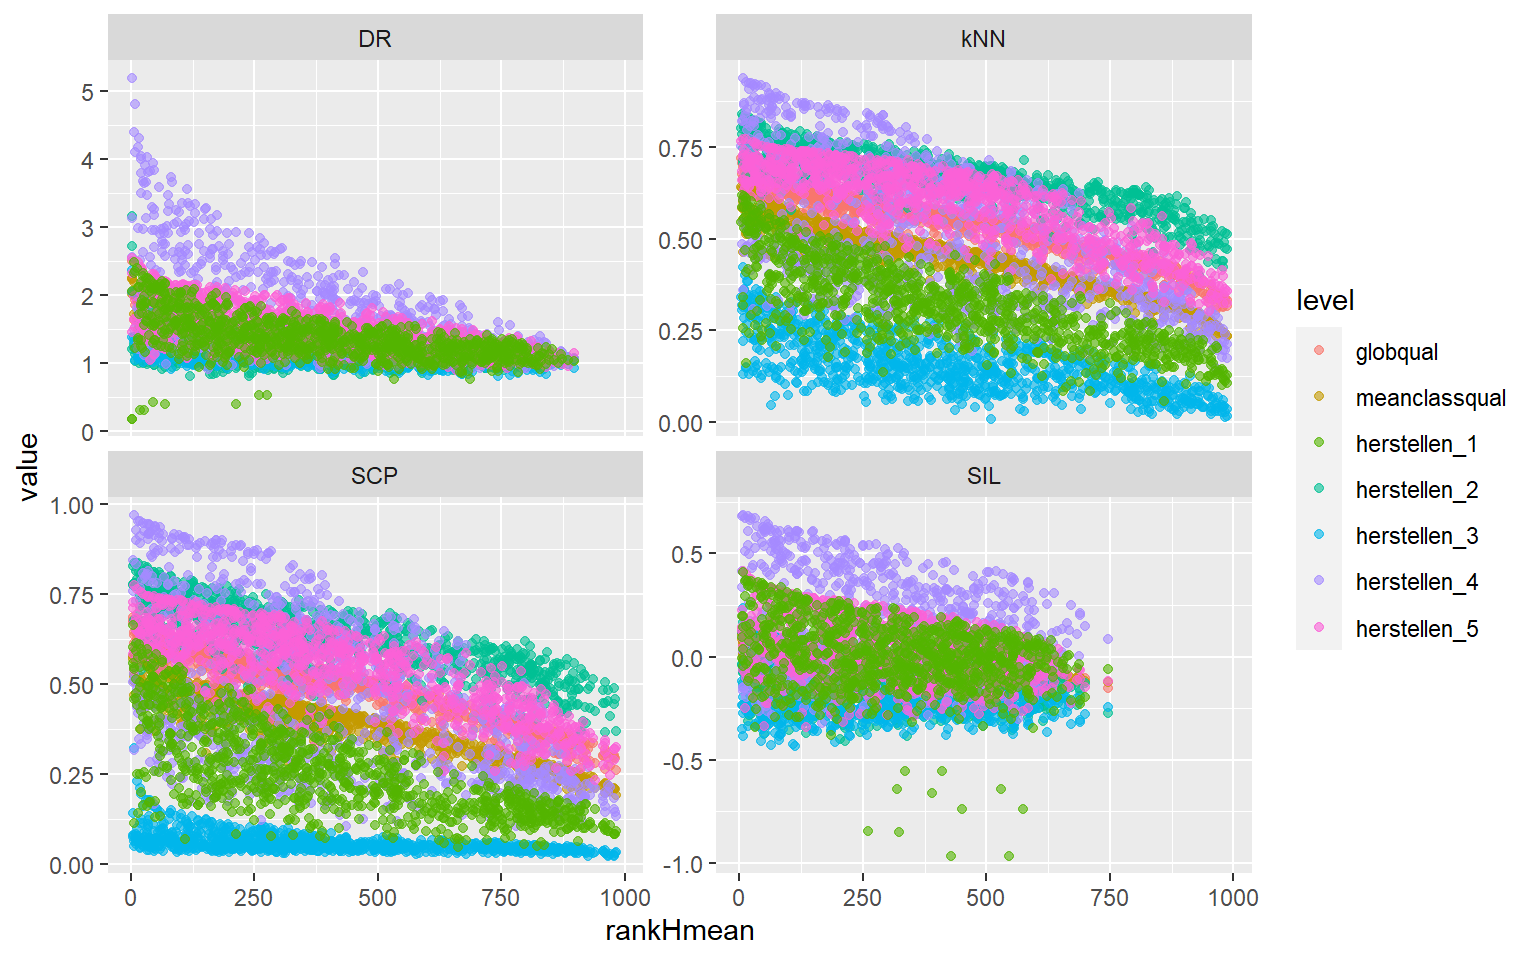 DR
kNN
5
4
3
2
1
0
0.75
0.50
0.25
0.00
SCP
SIL
1.00
0.75
0.50
0.25
0.00
0.5
0.0
-0.5
-1.0
0 250 500 750 1000
0 250 500 750 1000
rankHmean
value
level
globqual
meanclassqual
herstellen_1
herstellen_2
herstellen_3
herstellen_4
herstellen_5